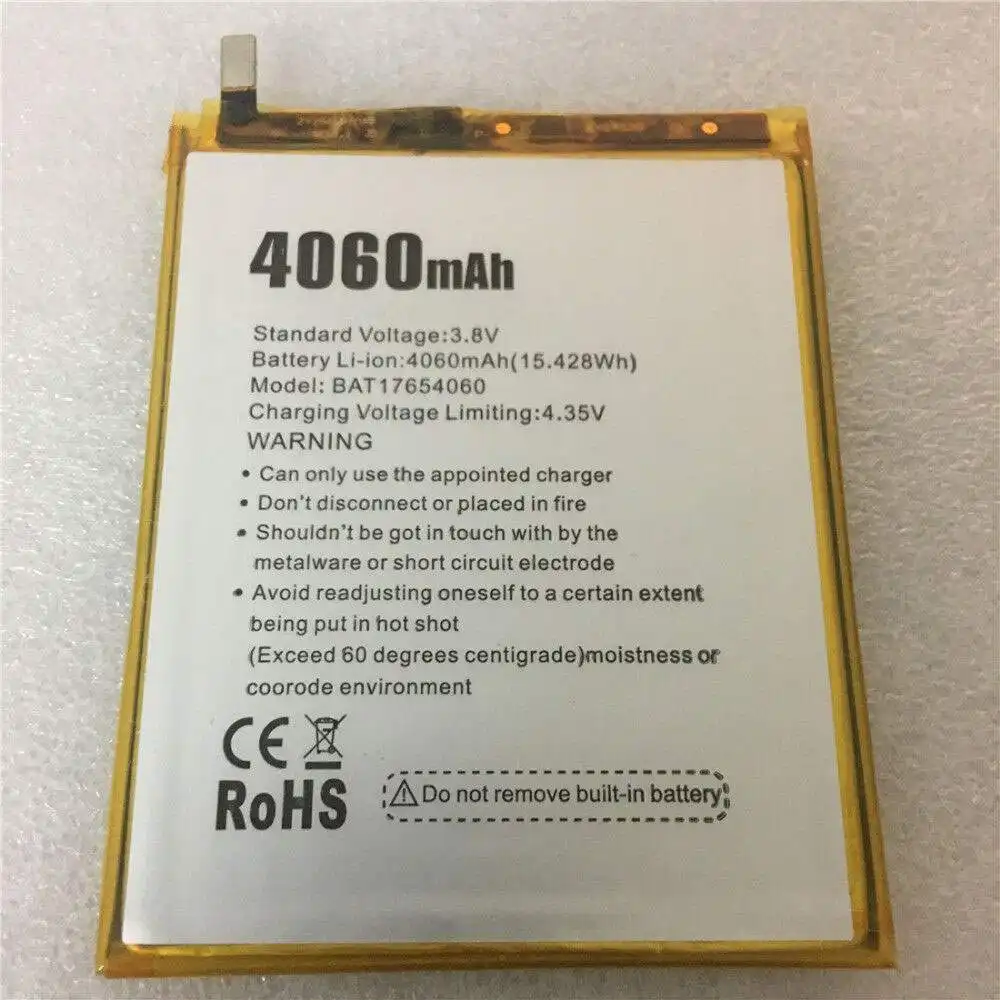 4060mAh
Standard Voltage:3.8V
Battery Li-ion:4060mAh(15.428Wh)
Model: BAT17654060
Charging Voltage Limiting:4.35V
WARNING
• Can only use the appointed charger
• Don't disconnect or placed in fire
• Shouldn't be got in touch with by the
metalware or short circuit electrode
• Avoid readjusting oneself to a certain extent
being put in hot shot
(Exceed 60 degrees centigrade)moistness or
coorode environment
CE
RoHS
Do not remove built-in battery